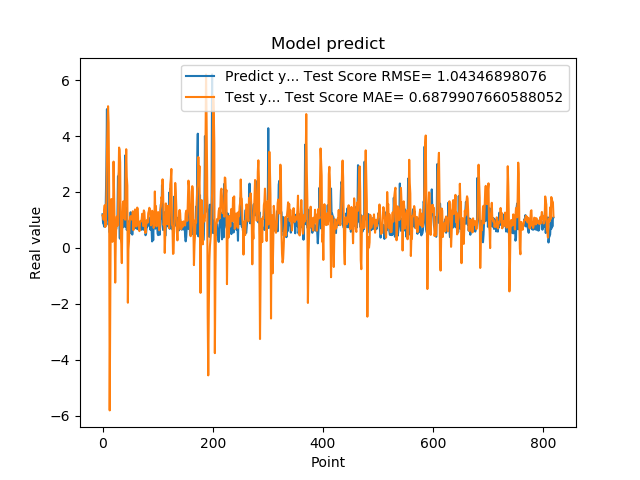 Model predict
Predict y... Test Score RMSE= 1.04346898076
Test y... Test Score MAE= 0.6879907660588052
6
4
2
0
−2
−4
−6
Real value
0 200 400 600 800
Point